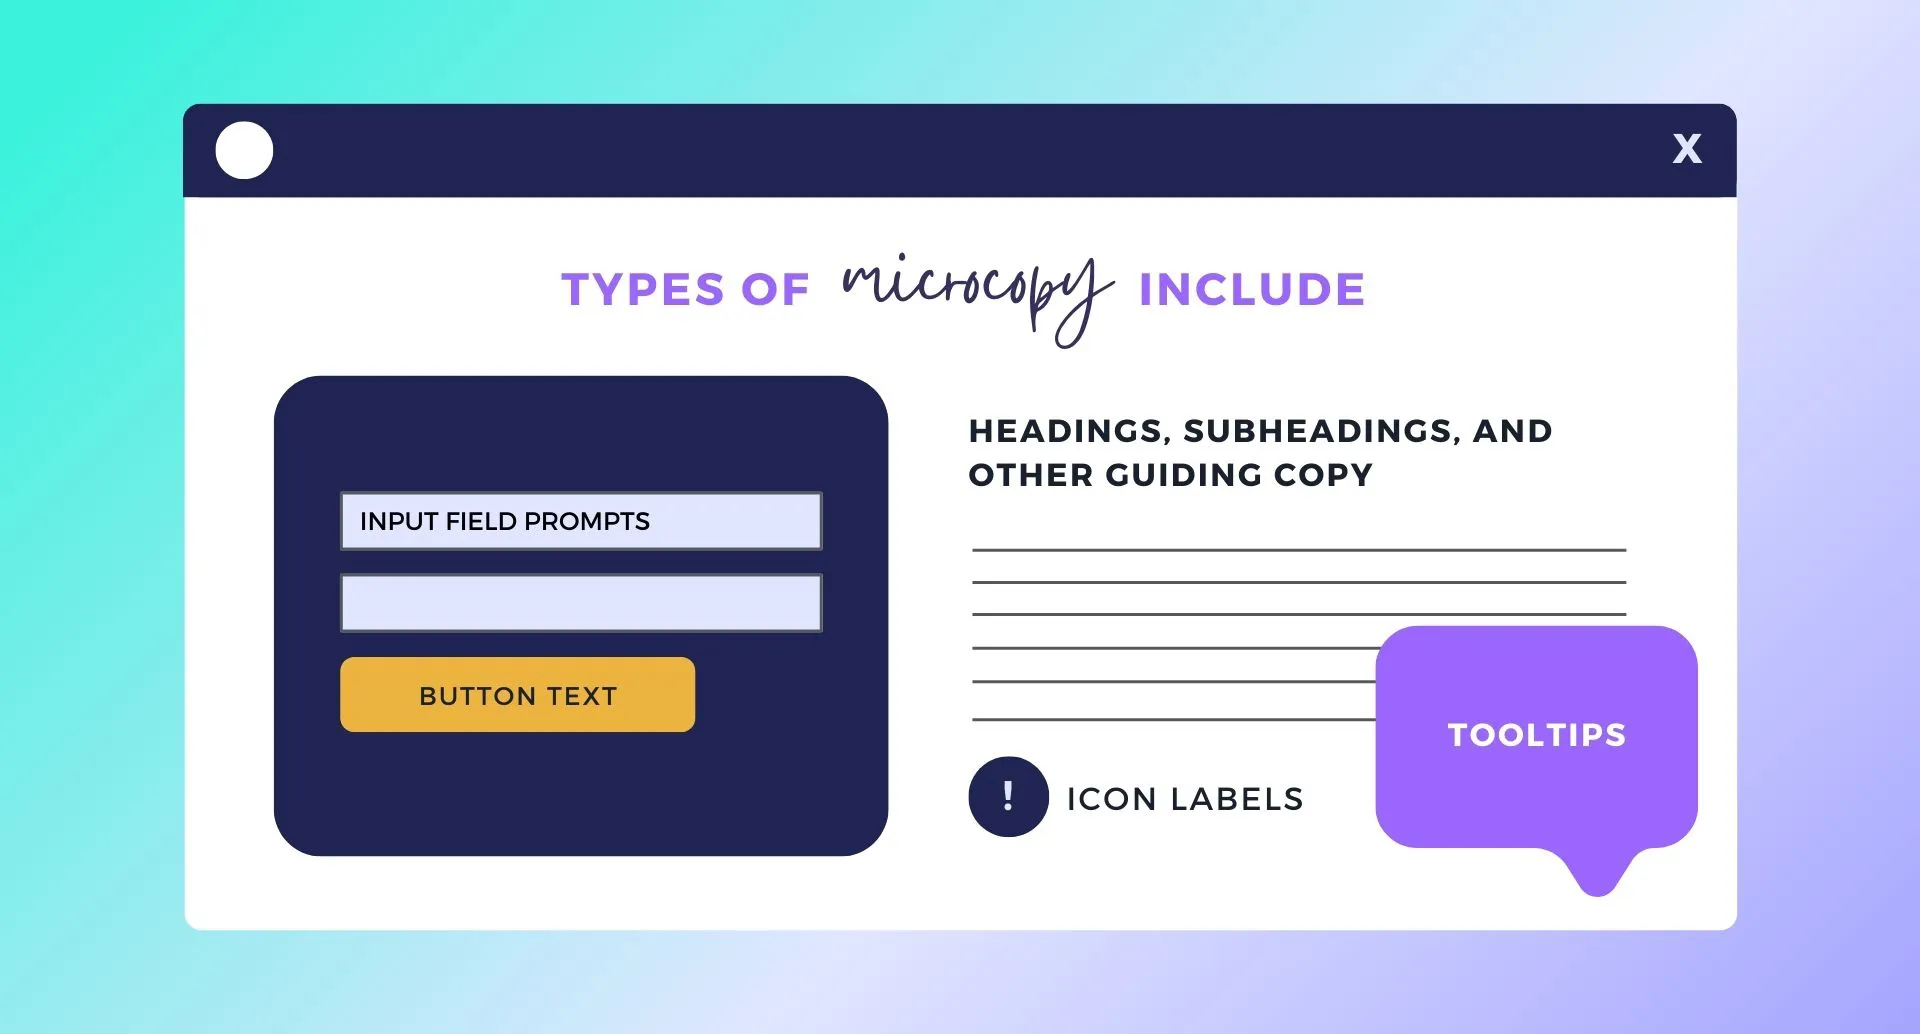 X
TYPES OF microcopy INCLUDE
INPUT FIELD PROMPTS
BUTTON TEXT
HEADINGS, SUBHEADINGS, AND
OTHER GUIDING COPY
! ICON LABELS
TOOLTIPS